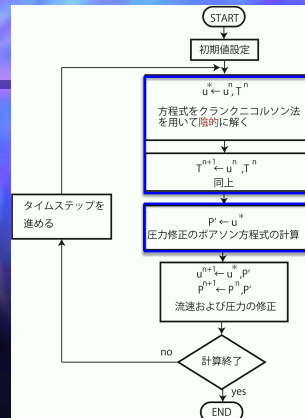 START
初期値設定
u* ← uⁿ,Tⁿ
方程式をクランクニコルソン法
を用いて陰的に解く
Tⁿ⁺¹ ← uⁿ ,Tⁿ
同上
P' ← u*
圧力修正のポアソン方程式の計算
uⁿ⁺¹ ← u*,P'
Pⁿ⁺¹ ← Pⁿ,P'
流速および圧力の修正
タイムステップを
進める
no
計算終了
yes
END